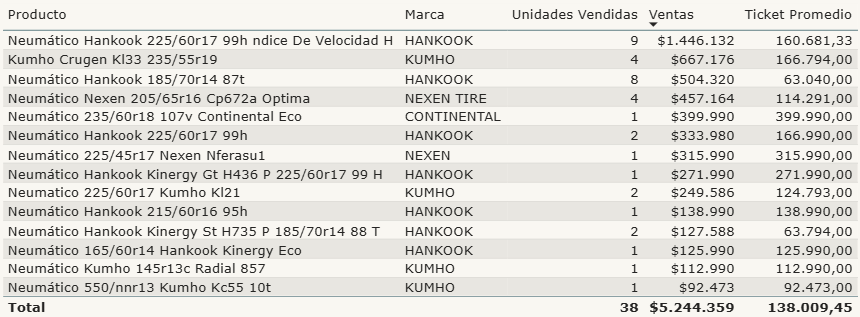 Producto Marca Unidades Vendidas Ventas Ticket Promedio
Neumático Hankook 225/60r17 99h ndice De Velocidad H HANKOOK 9 $1.446.132 160.681,33
Kumho Crugen Kl33 235/55r19 KUMHO 4 $667.176 166.794,00
Neumático Hankook 185/70r14 87t HANKOOK 8 $504.320 63.040,00
Neumático Nexen 205/65r16 Cp672a Optima NEXEN TIRE 4 $457.164 114.291,00
Neumático 235/60r18 107v Continental Eco CONTINENTAL 1 $399.990 399.990,00
Neumático Hankook 225/60r17 99h HANKOOK 2 $333.980 166.990,00
Neumático 225/45r17 Nexen Nferasu1 NEXEN 1 $315.990 315.990,00
Neumático Hankook Kinergy Gt H436 P 225/60r17 99 H HANKOOK 1 $271.990 271.990,00
Neumático 225/60r17 Kumho Kl21 KUMHO 2 $249.586 124.793,00
Neumático Hankook 215/60r16 95h HANKOOK 1 $138.990 138.990,00
Neumático Hankook Kinergy St H735 P 185/70r14 88 T HANKOOK 2 $127.588 63.794,00
Neumático 165/60r14 Hankook Kinergy Eco HANKOOK 1 $125.990 125.990,00
Neumático Kumho 145r13c Radial 857 KUMHO 1 $112.990 112.990,00
Neumático 550/nnr13 Kumho Kc55 10t KUMHO 1 $92.473 92.473,00
Total 38 $5.244.359 138.009,45